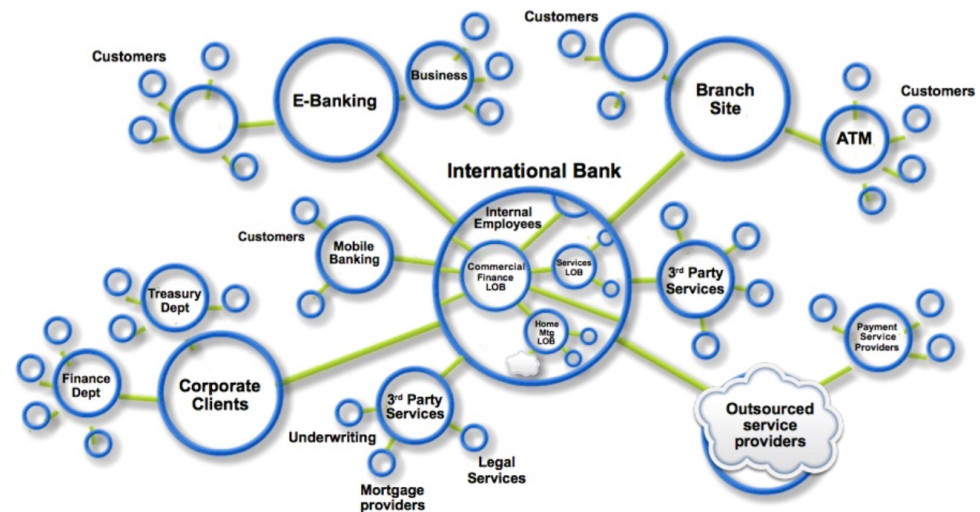 Customers
Customers
E-Banking
Business
Branch
Site
Customers
ATM
International Bank
Internal
Employees
Customers
Mobile
Banking
Commercial
Finance
LOB
Services
LOB
3rd Party
Services
Treasury
Dept
Home
Mtg
LOB
Payment
Service
Providers
Finance
Dept
Corporate
Clients
3rd Party
Services
Underwriting
Legal
Services
Mortgage
providers
Outsourced
service
providers